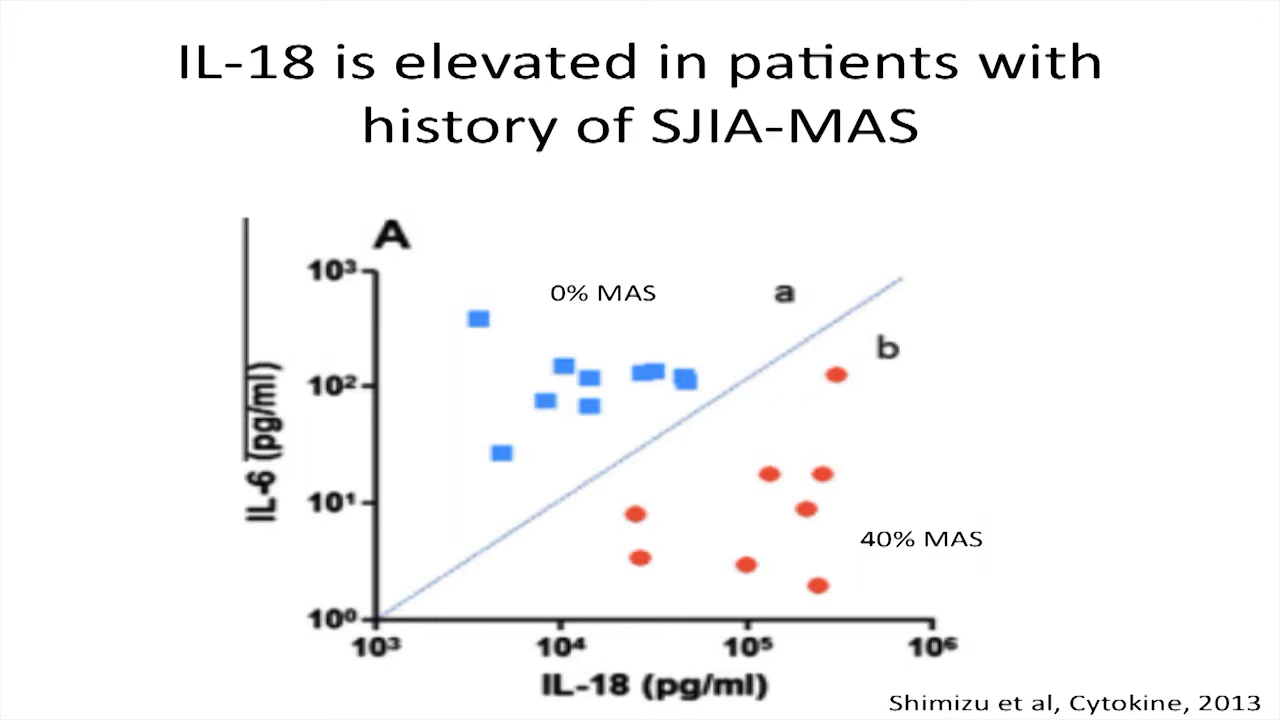 IL-18 is elevated in patients with
history of SJIA-MAS
A
10³
0% MAS
a
b
10²
IL-6 (pg/ml)
10¹
40% MAS
10⁰
10³
10⁴
10⁵
10⁶
IL-18 (pg/ml)
Shimizu et al, Cytokine, 2013